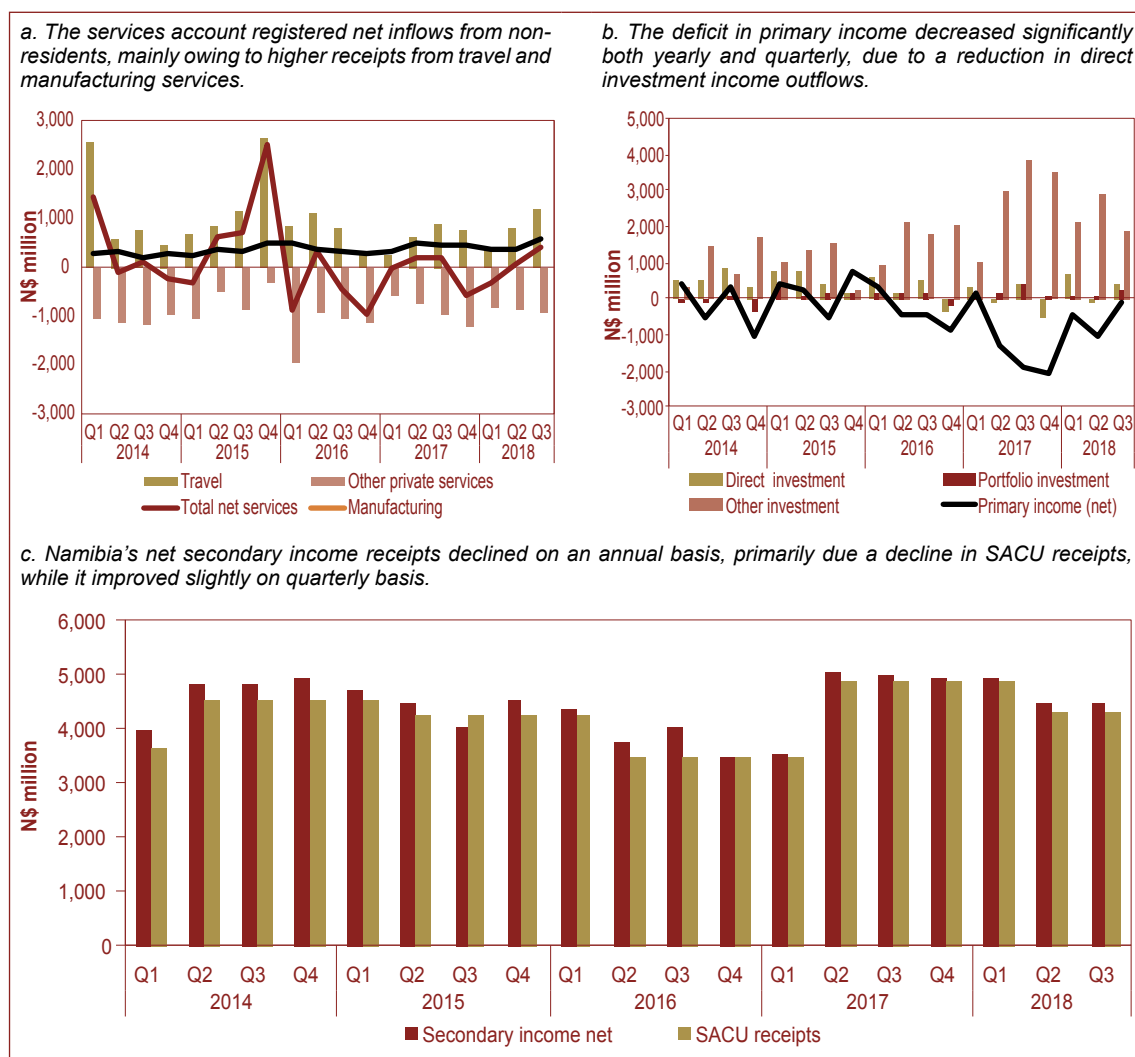 a. The services account registered net inflows from non-
residents, mainly owing to higher receipts from travel and
manufacturing services.
3,000
2,000
1,000
0
-1,000
-2,000
-3,000
N$ million
Q1 Q2 Q3 Q4 Q1 Q2 Q3 Q4 Q1 Q2 Q3 Q4 Q1 Q2 Q3 Q4 Q1 Q2 Q3
2014 2015 2016 2017 2018
Travel Other private services
Total net services Manufacturing
b. The deficit in primary income decreased significantly
both yearly and quarterly, due to a reduction in direct
investment income outflows.
5,000
4,000
3,000
2,000
1,000
0
-1,000
-2,000
-3,000
N$ million
Q1 Q2 Q3 Q4 Q1 Q2 Q3 Q4 Q1 Q2 Q3 Q4 Q1 Q2 Q3 Q4 Q1 Q2 Q3
2014 2015 2016 2017 2018
Direct investment Portfolio investment
Other investment Primary income (net)
c. Namibia's net secondary income receipts declined on an annual basis, primarily due a decline in SACU receipts,
while it improved slightly on quarterly basis.
6,000
5,000
4,000
3,000
2,000
1,000
0
N$ million
Q1 Q2 Q3 Q4 Q1 Q2 Q3 Q4 Q1 Q2 Q3 Q4 Q1 Q2 Q3 Q4 Q1 Q2 Q3
2014 2015 2016 2017 2018
Secondary income net SACU receipts